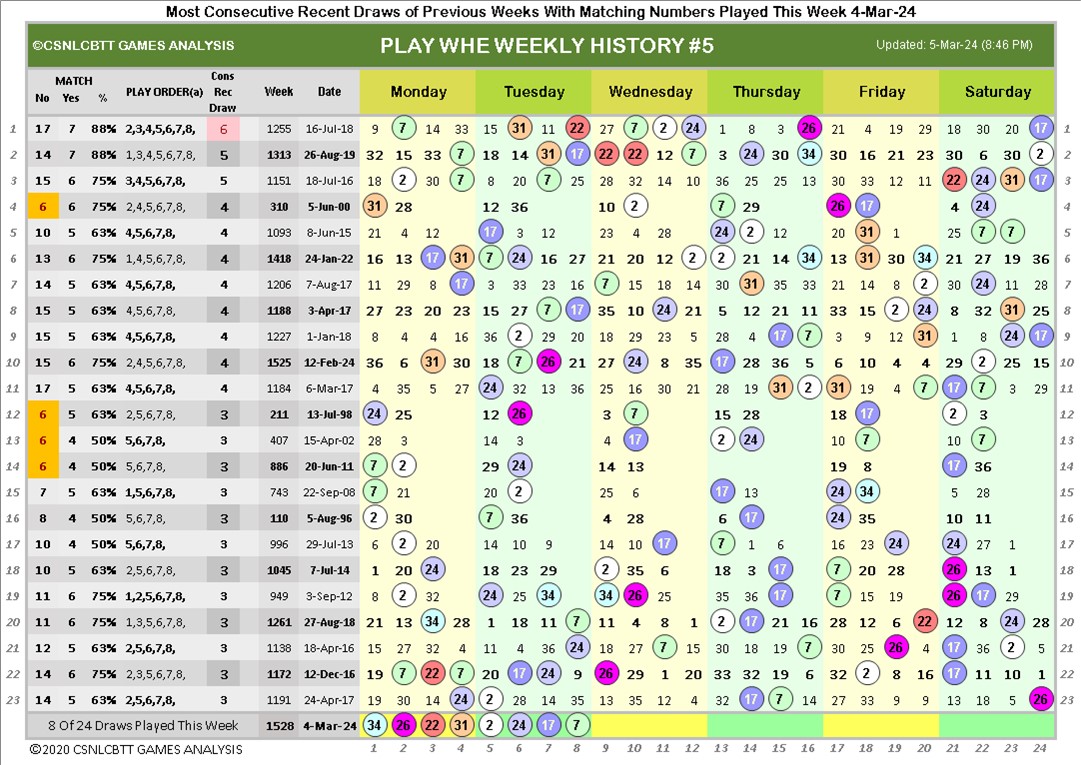 Most Consecutive Recent Draws of Previous Weeks With Matching Numbers Played This Week 4-Mar-24
©CSNLCBTT GAMES ANALYSIS PLAY WHE WEEKLY HISTORY #5 Updated: 5-Mar-24 (8:46 PM)
No MATCH Yes % PLAY ORDER(a) Cons Rec Draw Week Date Monday Tuesday Wednesday Thursday Friday Saturday
1 17 7 88% 2,3,4,5,6,7,8, 6 1255 16-Jul-18 9 7 14 33 15 31 11 22 27 7 2 24 1 8 3 26 21 4 19 29 18 30 20 17 1
2 14 7 88% 1,3,4,5,6,7,8, 5 1313 26-Aug-19 32 15 33 7 18 14 31 17 22 22 12 7 3 24 30 34 30 16 21 23 30 6 30 2 2
3 15 6 75% 3,4,5,6,7,8, 5 1151 18-Jul-16 18 2 30 7 8 20 7 25 28 32 14 10 36 25 25 13 30 33 12 11 22 24 31 17 3
4 6 6 75% 2,4,5,6,7,8, 4 310 5-Jun-00 31 28 12 36 10 2 7 29 26 17 4 24 4
5 10 5 63% 4,5,6,7,8, 4 1093 8-Jun-15 21 4 12 17 3 12 23 4 28 24 2 12 20 31 1 25 7 7 5
6 13 6 75% 1,4,5,6,7,8, 4 1418 24-Jan-22 16 13 17 31 7 24 16 27 21 20 12 2 2 21 14 34 13 31 30 34 21 27 19 36 6
7 14 5 63% 4,5,6,7,8, 4 1206 7-Aug-17 11 29 8 17 3 33 23 16 7 15 18 14 30 31 35 33 21 14 8 2 30 24 11 28 7
8 15 5 63% 4,5,6,7,8, 4 1188 3-Apr-17 27 23 20 23 15 27 7 17 35 10 24 21 5 12 21 11 33 15 2 24 8 32 31 25 8
9 15 5 63% 4,5,6,7,8, 4 1227 1-Jan-18 8 4 4 16 36 2 29 20 18 29 23 5 9 15 17 7 3 9 12 31 1 8 24 17 9
10 15 6 75% 2,4,5,6,7,8, 4 1525 12-Feb-24 36 6 31 30 18 7 26 21 27 24 8 35 17 28 36 5 6 10 4 4 29 2 25 15 10
11 17 5 63% 4,5,6,7,8, 4 1184 6-Mar-17 4 35 5 27 24 32 13 36 25 16 30 21 28 19 31 2 31 19 4 7 17 7 3 29 11
12 6 5 63% 2,5,6,7,8, 3 211 13-Jul-98 24 25 12 26 3 7 15 28 18 17 2 3 12
13 6 4 50% 5,6,7,8, 3 407 15-Apr-02 28 3 14 3 4 17 2 24 10 7 10 7 13
14 6 4 50% 5,6,7,8, 3 886 20-Jun-11 7 2 29 24 14 13 19 8 17 36 14
15 7 5 63% 1,5,6,7,8, 3 743 22-Sep-08 7 21 20 2 25 6 17 13 24 34 5 28 15
16 8 4 50% 5,6,7,8, 3 110 5-Aug-96 2 30 7 36 4 28 6 17 24 35 10 11 16
17 10 4 50% 5,6,7,8, 3 996 29-Jul-13 6 2 20 14 10 9 14 10 17 7 1 6 16 23 24 24 27 1 17
18 10 5 63% 2,5,6,7,8, 3 1045 7-Jul-14 1 20 24 18 23 29 2 35 6 18 3 17 7 20 28 26 13 1 18
19 11 6 75% 1,2,5,6,7,8, 3 949 3-Sep-12 8 2 32 24 25 34 34 26 25 35 36 17 7 15 19 26 17 29 19
20 11 6 75% 1,3,5,6,7,8, 3 1261 27-Aug-18 21 13 34 28 1 18 11 7 11 4 8 1 2 17 21 16 28 12 6 22 12 8 24 28 20
21 12 5 63% 2,5,6,7,8, 3 1138 18-Apr-16 15 27 32 4 11 4 36 24 18 27 7 21 30 18 19 7 30 25 26 4 17 36 2 5 21
22 14 6 75% 2,3,5,6,7,8, 3 1172 12-Dec-16 19 7 22 7 20 17 24 9 26 29 1 20 33 32 19 6 32 2 8 16 17 11 10 1 22
23 14 5 63% 2,5,6,7,8, 3 1191 24-Apr-17 19 30 14 24 2 28 14 35 13 35 9 12 32 17 7 14 27 33 9 9 13 18 5 26 23
8 Of 24 Draws Played This Week 1528 4-Mar-24 34 26 22 31 2 24 17 7
©2020 CSNLCBTT GAMES ANALYSIS 1 2 3 4 5 6 7 8 9 10 11 12 13 14 15 16 17 18 19 20 21 22 23 24